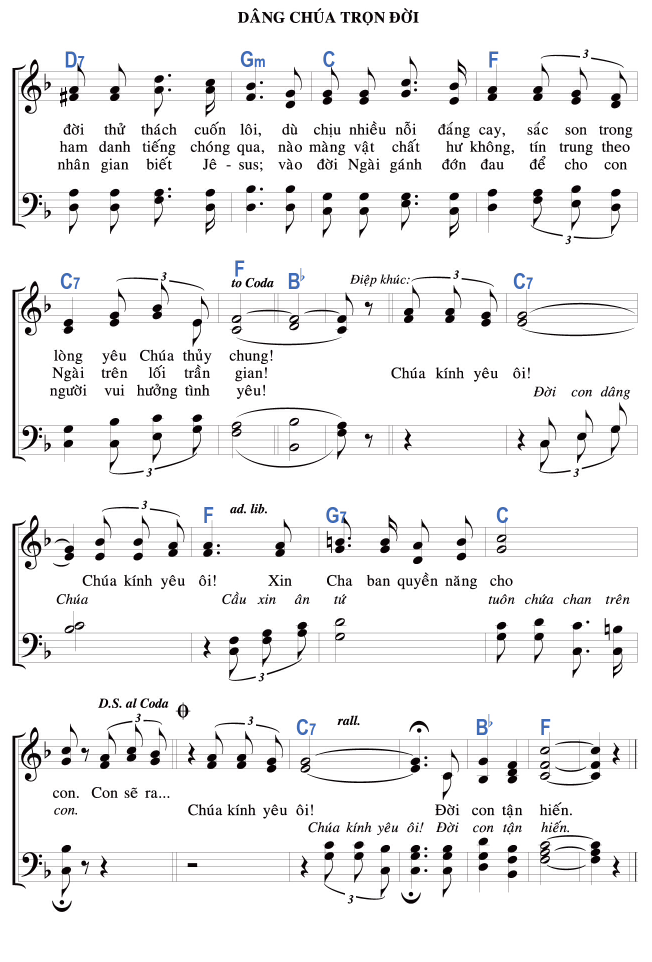 DÂNG CHÚA TRỌN ĐỜI
D7 Gm C F
3
đời thử thách cuốn lôi, dù chịu nhiều nỗi đáng cay, sắc son trong
ham danh tiếng chóng qua, nào màng vật chất hư không, tín trung theo
nhân gian biết Jê - sus; vào đời Ngài gánh đớn đau để cho con
3
C7 F to Coda B♭ Điệp khúc: C7
3 3
lòng yêu Chúa thủy chung!
Ngài trên lối trần gian! Chúa kính yêu ôi!
người vui hưởng tình yêu! Đời con dâng
3 3
F ad. lib. G7 C
3
Chúa kính yêu ôi! Xin Cha ban quyền năng cho
Chúa Cầu xin ân tứ tuôn chứa chan trên
3
D.S. al Coda C7 rall. B♭ F
3 3
con. Con sẽ ra... Chúa kính yêu ôi! Đời con tận hiến.
con. Chúa kính yêu ôi! Đời con tận hiến.
3